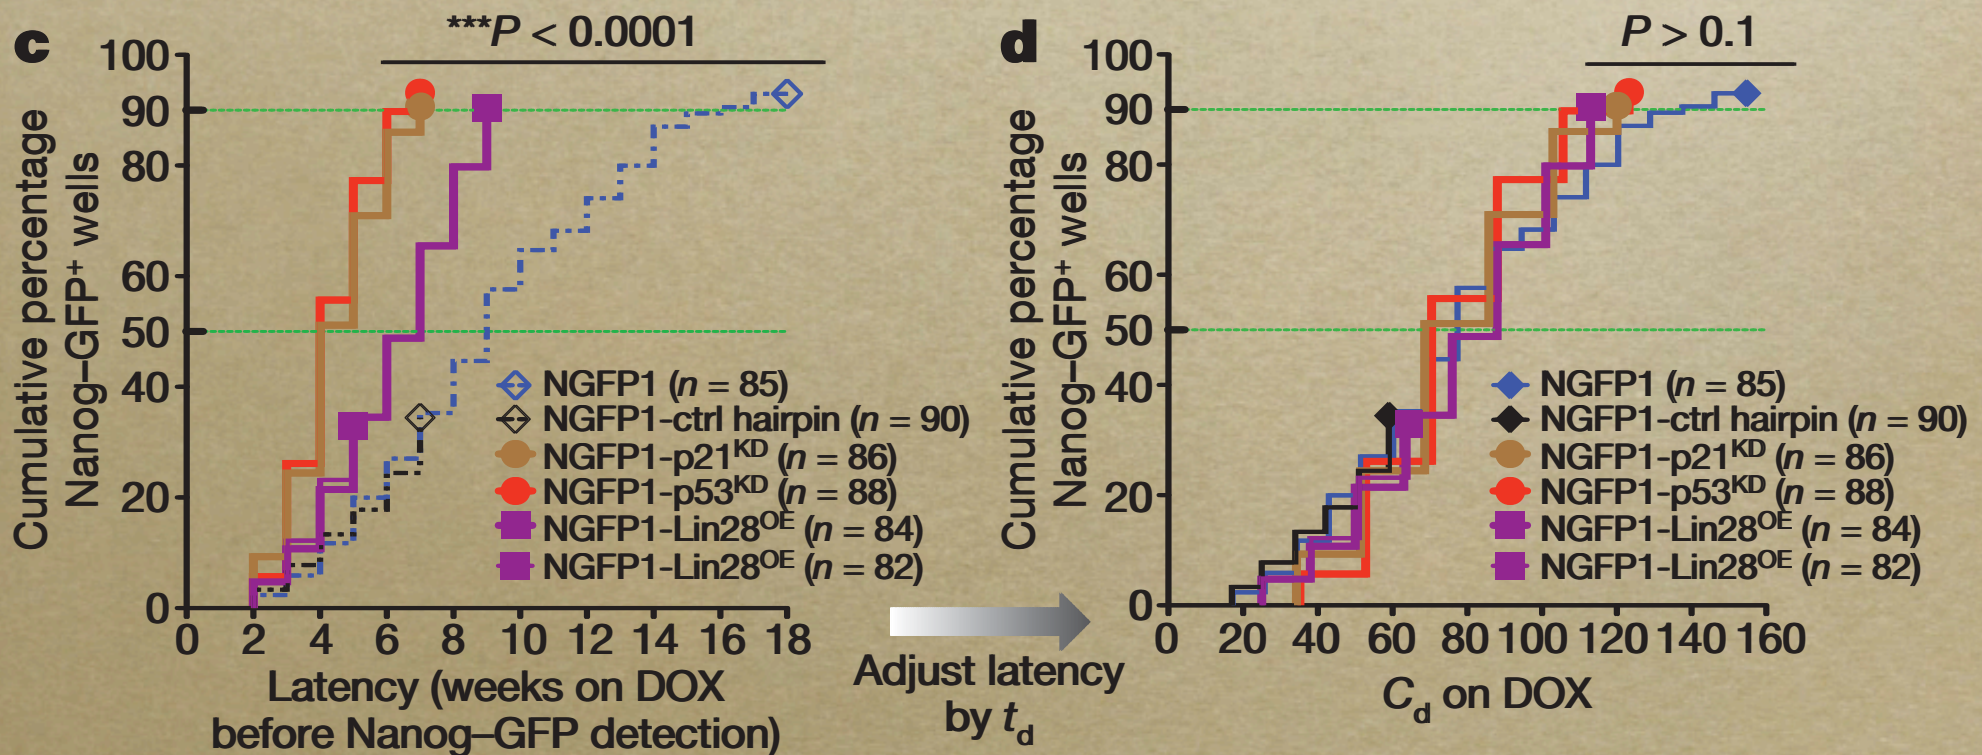 c
***P < 0.0001
Cumulative percentage
Nanog–GFP+ wells
100
90
80
60
50
40
20
0
0 2 4 6 8 10 12 14 16 18
Latency (weeks on DOX
before Nanog–GFP detection)
NGFP1 (n = 85)
NGFP1-ctrl hairpin (n = 90)
NGFP1-p21KD (n = 86)
NGFP1-p53KD (n = 88)
NGFP1-Lin28OE (n = 84)
NGFP1-Lin28OE (n = 82)
Adjust latency
by td
d
P > 0.1
Cumulative percentage
Nanog–GFP+ wells
100
90
80
60
50
40
20
0
0 20 40 60 80 100 120 140 160
Cd on DOX
NGFP1 (n = 85)
NGFP1-ctrl hairpin (n = 90)
NGFP1-p21KD (n = 86)
NGFP1-p53KD (n = 88)
NGFP1-Lin28OE (n = 84)
NGFP1-Lin28OE (n = 82)